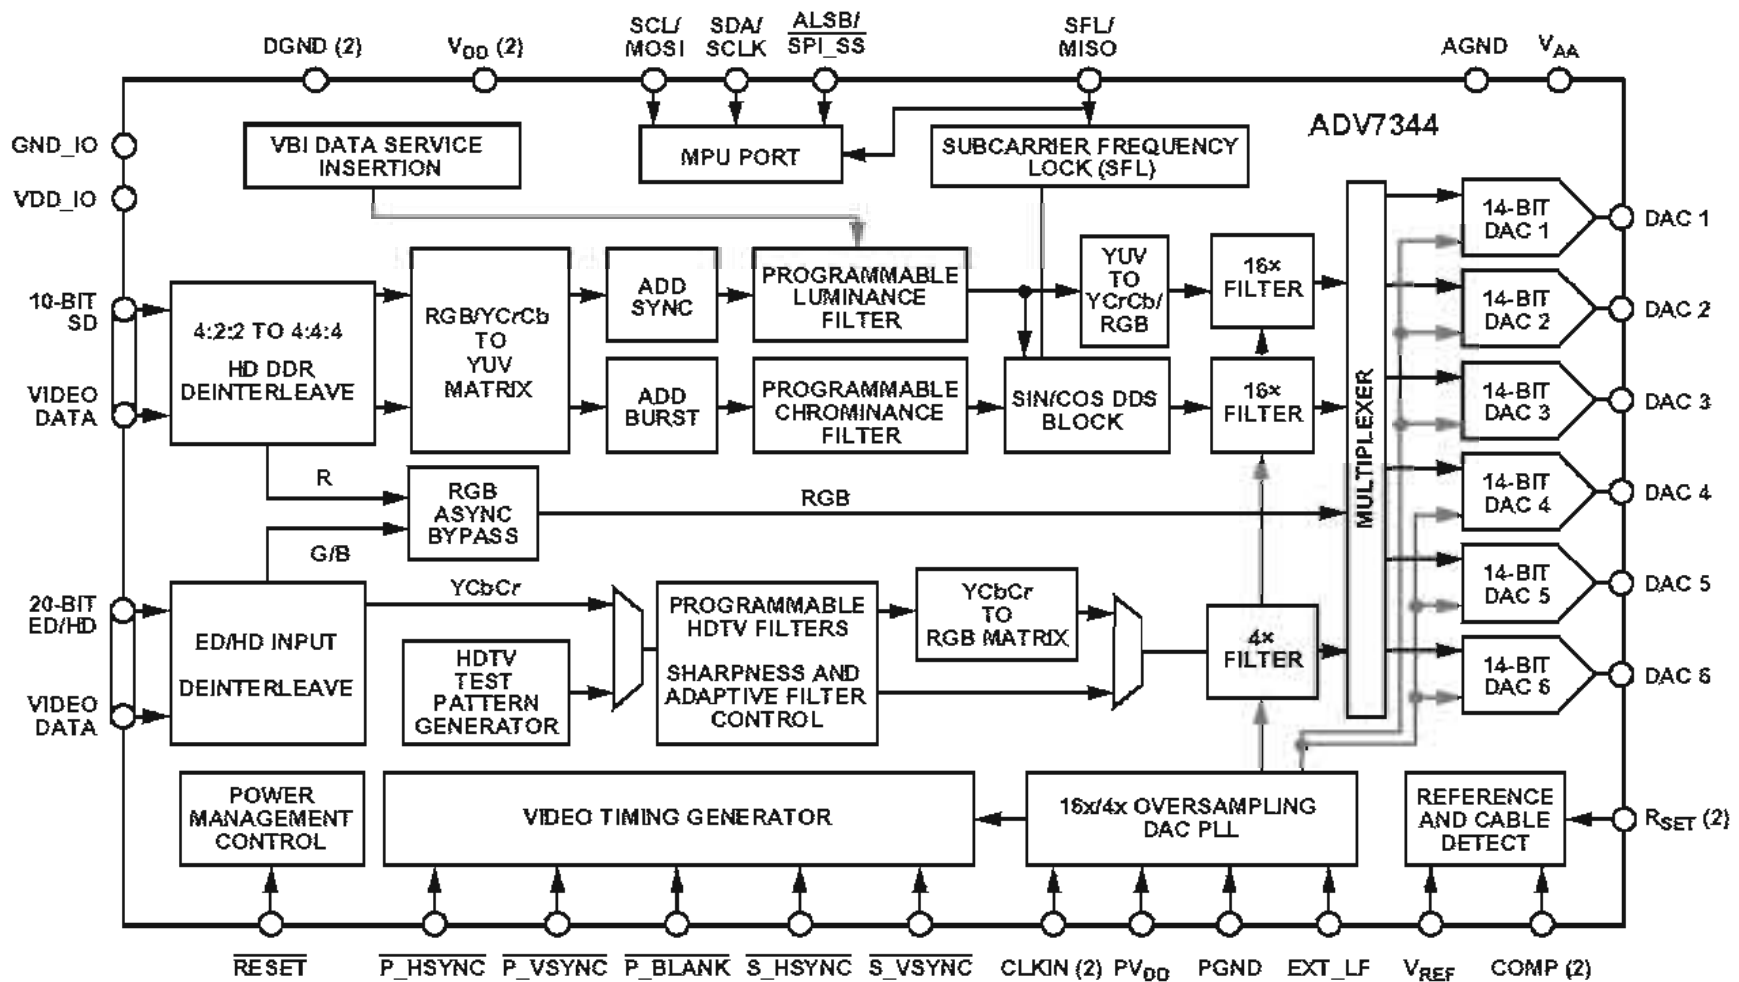 DGND (2)
VDD (2)
SCL/
MOSI
SDA/
SCLK
ALSB/
SPI_SS
SFL/
MISO
AGND
VAA
GND_IO
VDD_IO
VBI DATA SERVICE
INSERTION
MPU PORT
SUBCARRIER FREQUENCY
LOCK (SFL)
ADV7344
10-BIT
SD
VIDEO
DATA
4:2:2 TO 4:4:4
HD DDR
DEINTERLEAVE
RGB/YCrCb
TO
YUV
MATRIX
ADD
SYNC
ADD
BURST
PROGRAMMABLE
LUMINANCE
FILTER
PROGRAMMABLE
CHROMINANCE
FILTER
YUV
TO
YCrCb/
RGB
SIN/COS DDS
BLOCK
16×
FILTER
16×
FILTER
MULTIPLEXER
14-BIT
DAC 1
DAC 1
14-BIT
DAC 2
DAC 2
14-BIT
DAC 3
DAC 3
14-BIT
DAC 4
DAC 4
14-BIT
DAC 5
DAC 5
14-BIT
DAC 6
DAC 6
R
G/B
RGB
ASYNC
BYPASS
RGB
20-BIT
ED/HD
VIDEO
DATA
ED/HD INPUT
DEINTERLEAVE
YCbCr
HDTV
TEST
PATTERN
GENERATOR
PROGRAMMABLE
HDTV FILTERS
SHARPNESS AND
ADAPTIVE FILTER
CONTROL
YCbCr
TO
RGB MATRIX
4×
FILTER
POWER
MANAGEMENT
CONTROL
VIDEO TIMING GENERATOR
16x/4x OVERSAMPLING
DAC PLL
REFERENCE
AND CABLE
DETECT
RSET (2)
RESET
P_HSYNC
P_VSYNC
P_BLANK
S_HSYNC
S_VSYNC
CLKIN (2)
PVDD
PGND
EXT_LF
VREF
COMP (2)